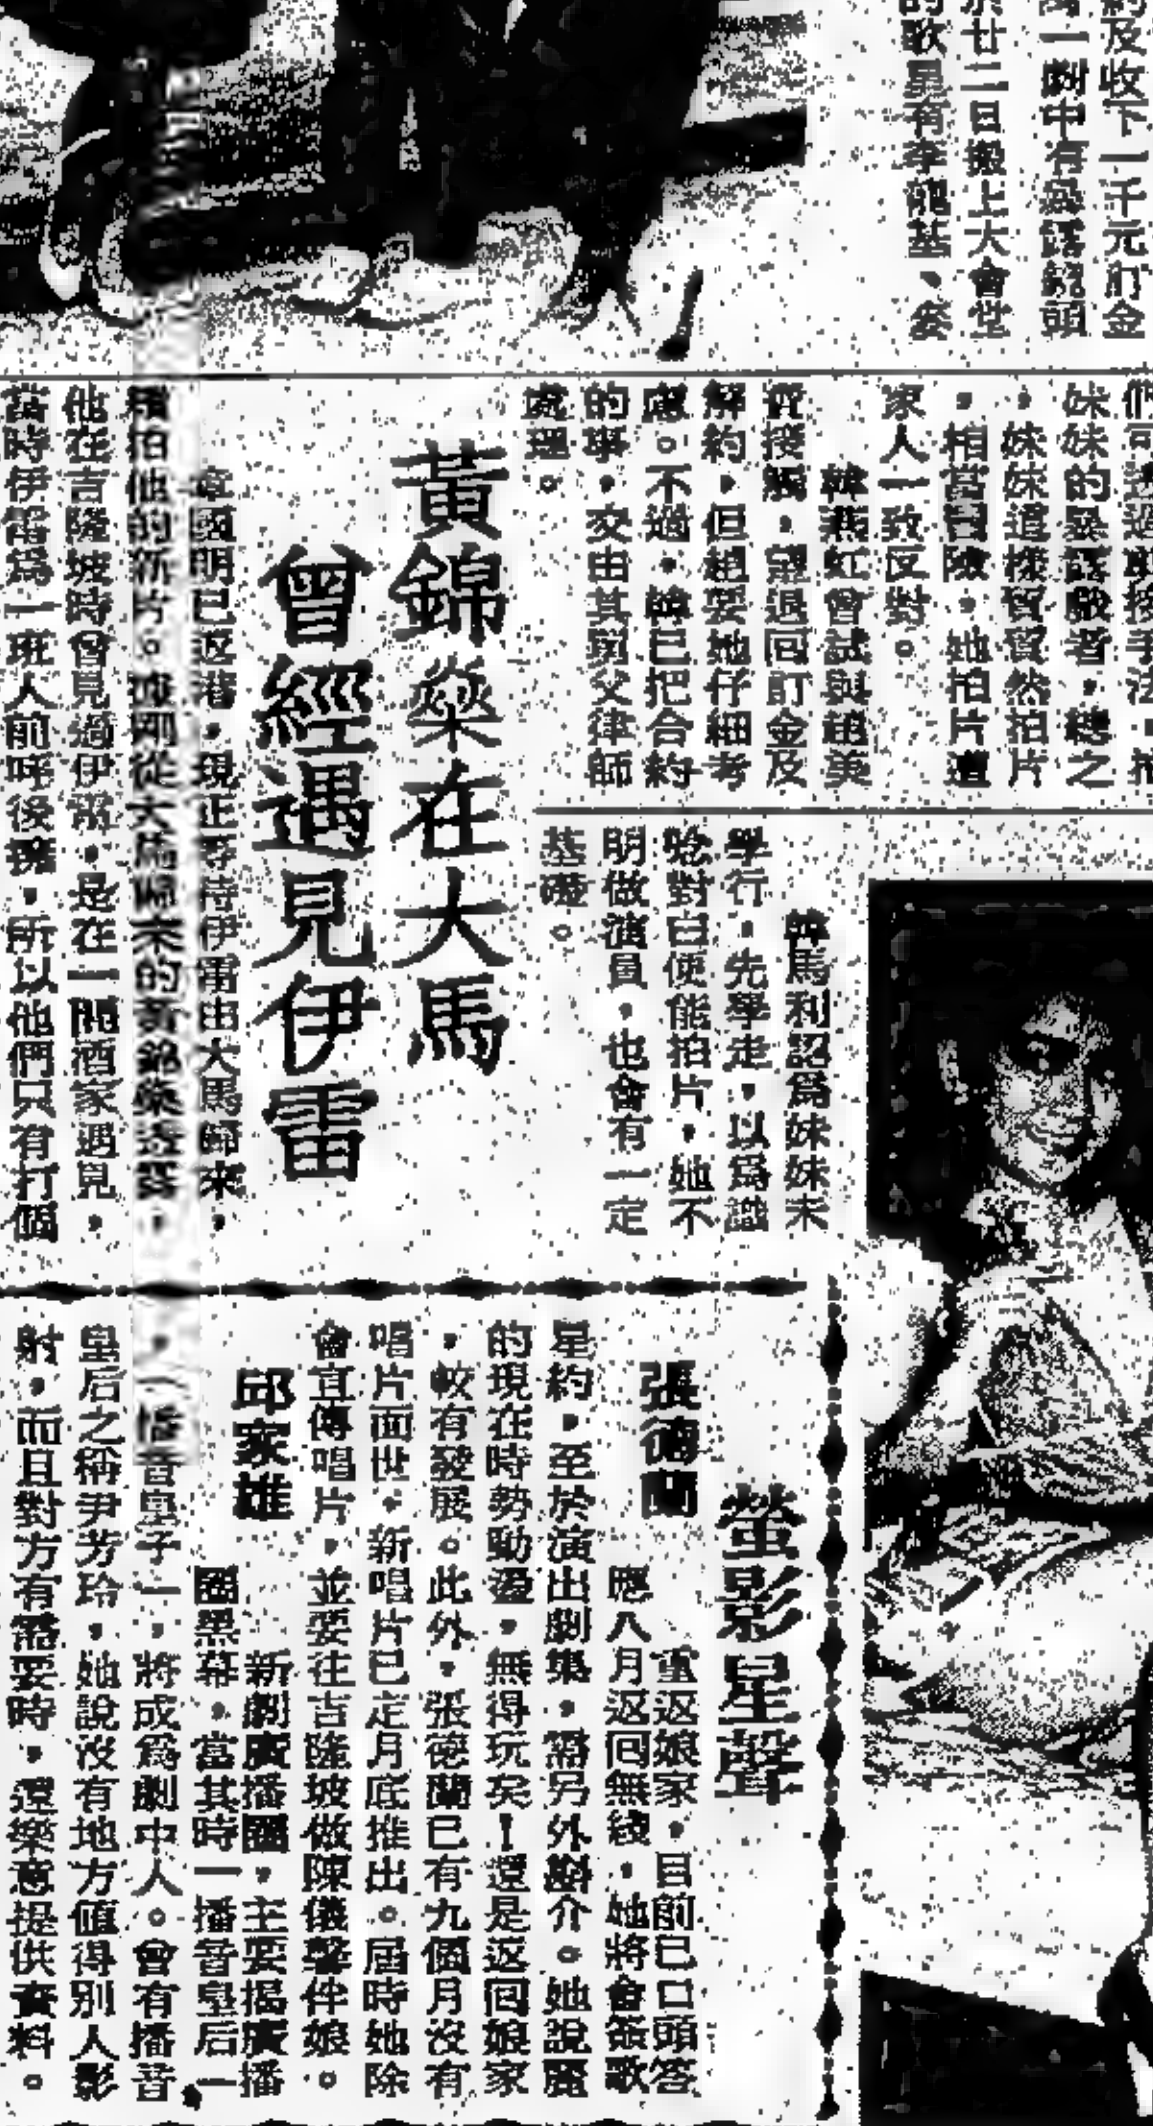 約及收下一千元訂金
一劇中有為露鏡頭
於廿二日搬上大會堂
的歌星有李龍基、
妹妹的暴露戲者，總之
，妹妹這樣貿貿然拍片
，相當冒險，她拍片遭
家人一致反對。
韓燕虹曾試與趙美
賢接觸，望退回訂金及
解約，但趙要她仔細考
慮。不過，韓已把合約
的事，交由其契父律師
處理。
韓馬利認為妹妹未
學行，先學走，以為識
唸對白便能拍片，她不
明做演員，也會有一定
基礎。
黃錦燊在大馬
曾經遇見伊雷
章國明已返港，現正等待伊雷由大馬歸來，
續拍他的新片。據剛從大馬歸來的黃錦燊透露，
他在吉隆坡時曾見過伊雷，是在一間酒家遇見，
當時伊雷為一班人前呼後擁，所以他們只有打個
螢影星聲
張德蘭
重返娘家，目前已口頭答
應八月返回無綫，她將會簽歌
星約，至於演出劇集，需另外斟介。她說麗
的現在時勢動盪，無得玩矣！還是返回娘家
，較有發展。此外，張德蘭已有九個月沒有
唱片面世，新唱片已定月底推出。屆時她除
會宣傳唱片，並要往吉隆坡做陳儀馨伴娘。
邱家雄
新劇廣播圈，主要揭廣播
圈黑幕，當其時一播音皇后一
，一播音皇子一，將成為劇中人。曾有播音
皇后之稱尹芳玲，她說沒有地方值得別人影
射，而且對方有需要時，還樂意提供資料。